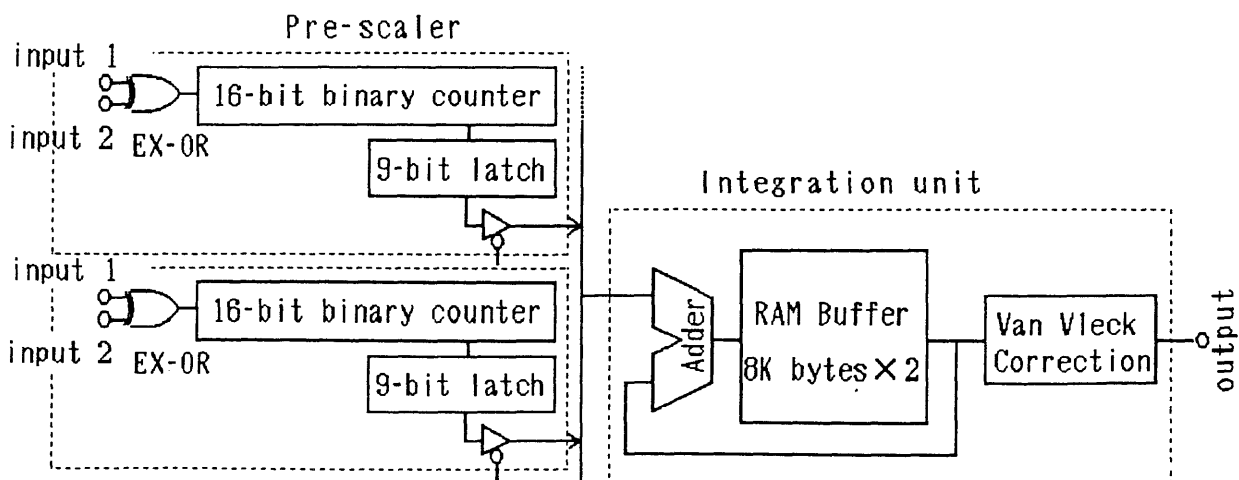 Pre-scaler
input 1
16-bit binary counter
input 2
EX-OR
9-bit latch
Integration unit
input 1
16-bit binary counter
input 2
EX-OR
9-bit latch
Adder
RAM Buffer
8K bytes×2
Van Vleck
Correction
output